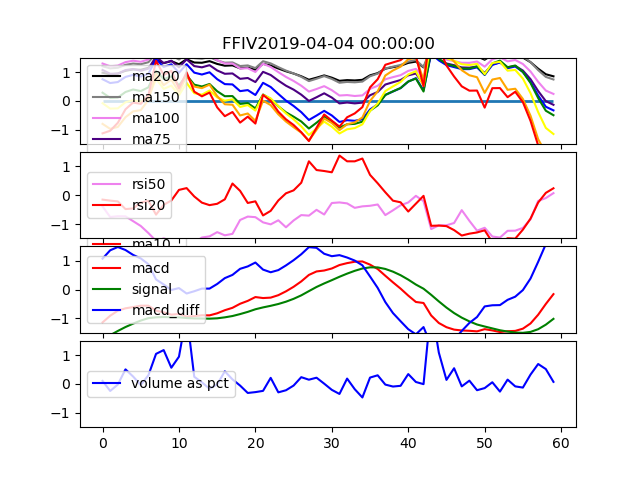 FFIV2019-04-04 00:00:00
1
0
−1
ma200
ma150
ma100
ma75
1
0
−1
rsi50
rsi20
ma10
1
0
−1
macd
signal
macd_diff
1
0
−1
volume as pct
0 10 20 30 40 50 60